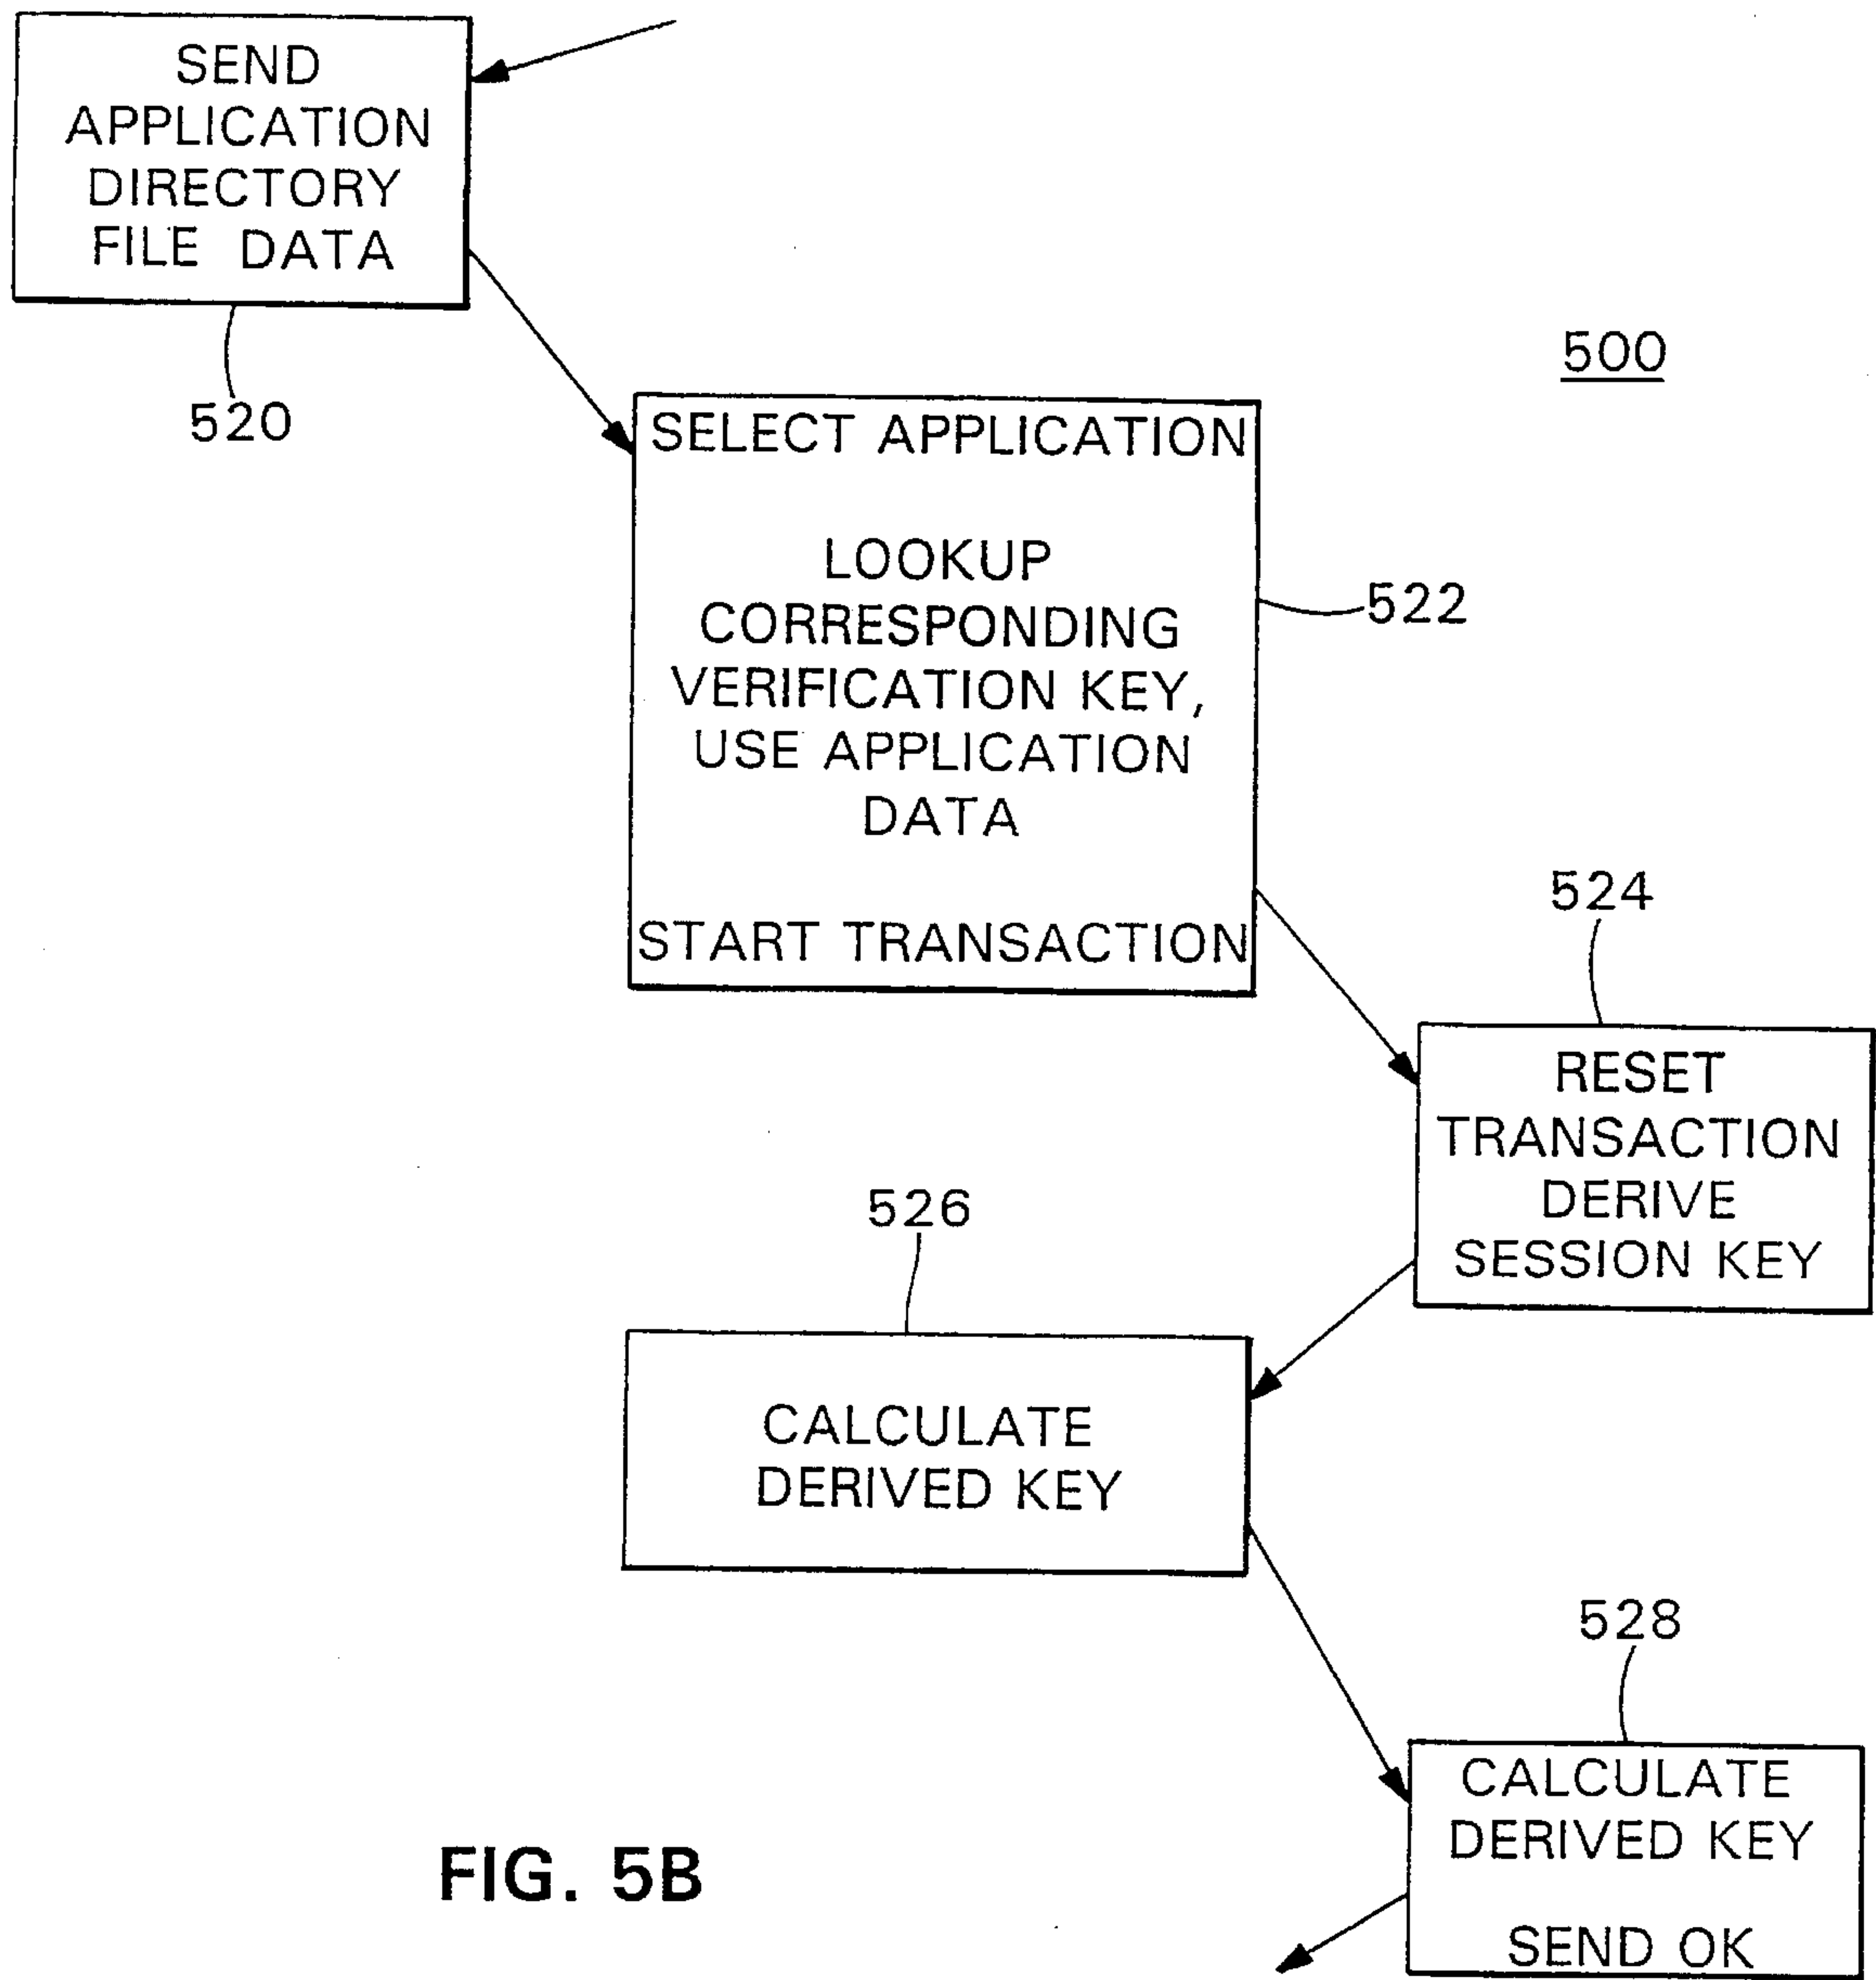 SEND
APPLICATION
DIRECTORY
FILE DATA
520
500
SELECT APPLICATION
LOOKUP
CORRESPONDING
VERIFICATION KEY,
USE APPLICATION
DATA
START TRANSACTION
522
524
RESET
TRANSACTION
DERIVE
SESSION KEY
526
CALCULATE
DERIVED KEY
528
CALCULATE
DERIVED KEY
SEND OK
FIG. 5B